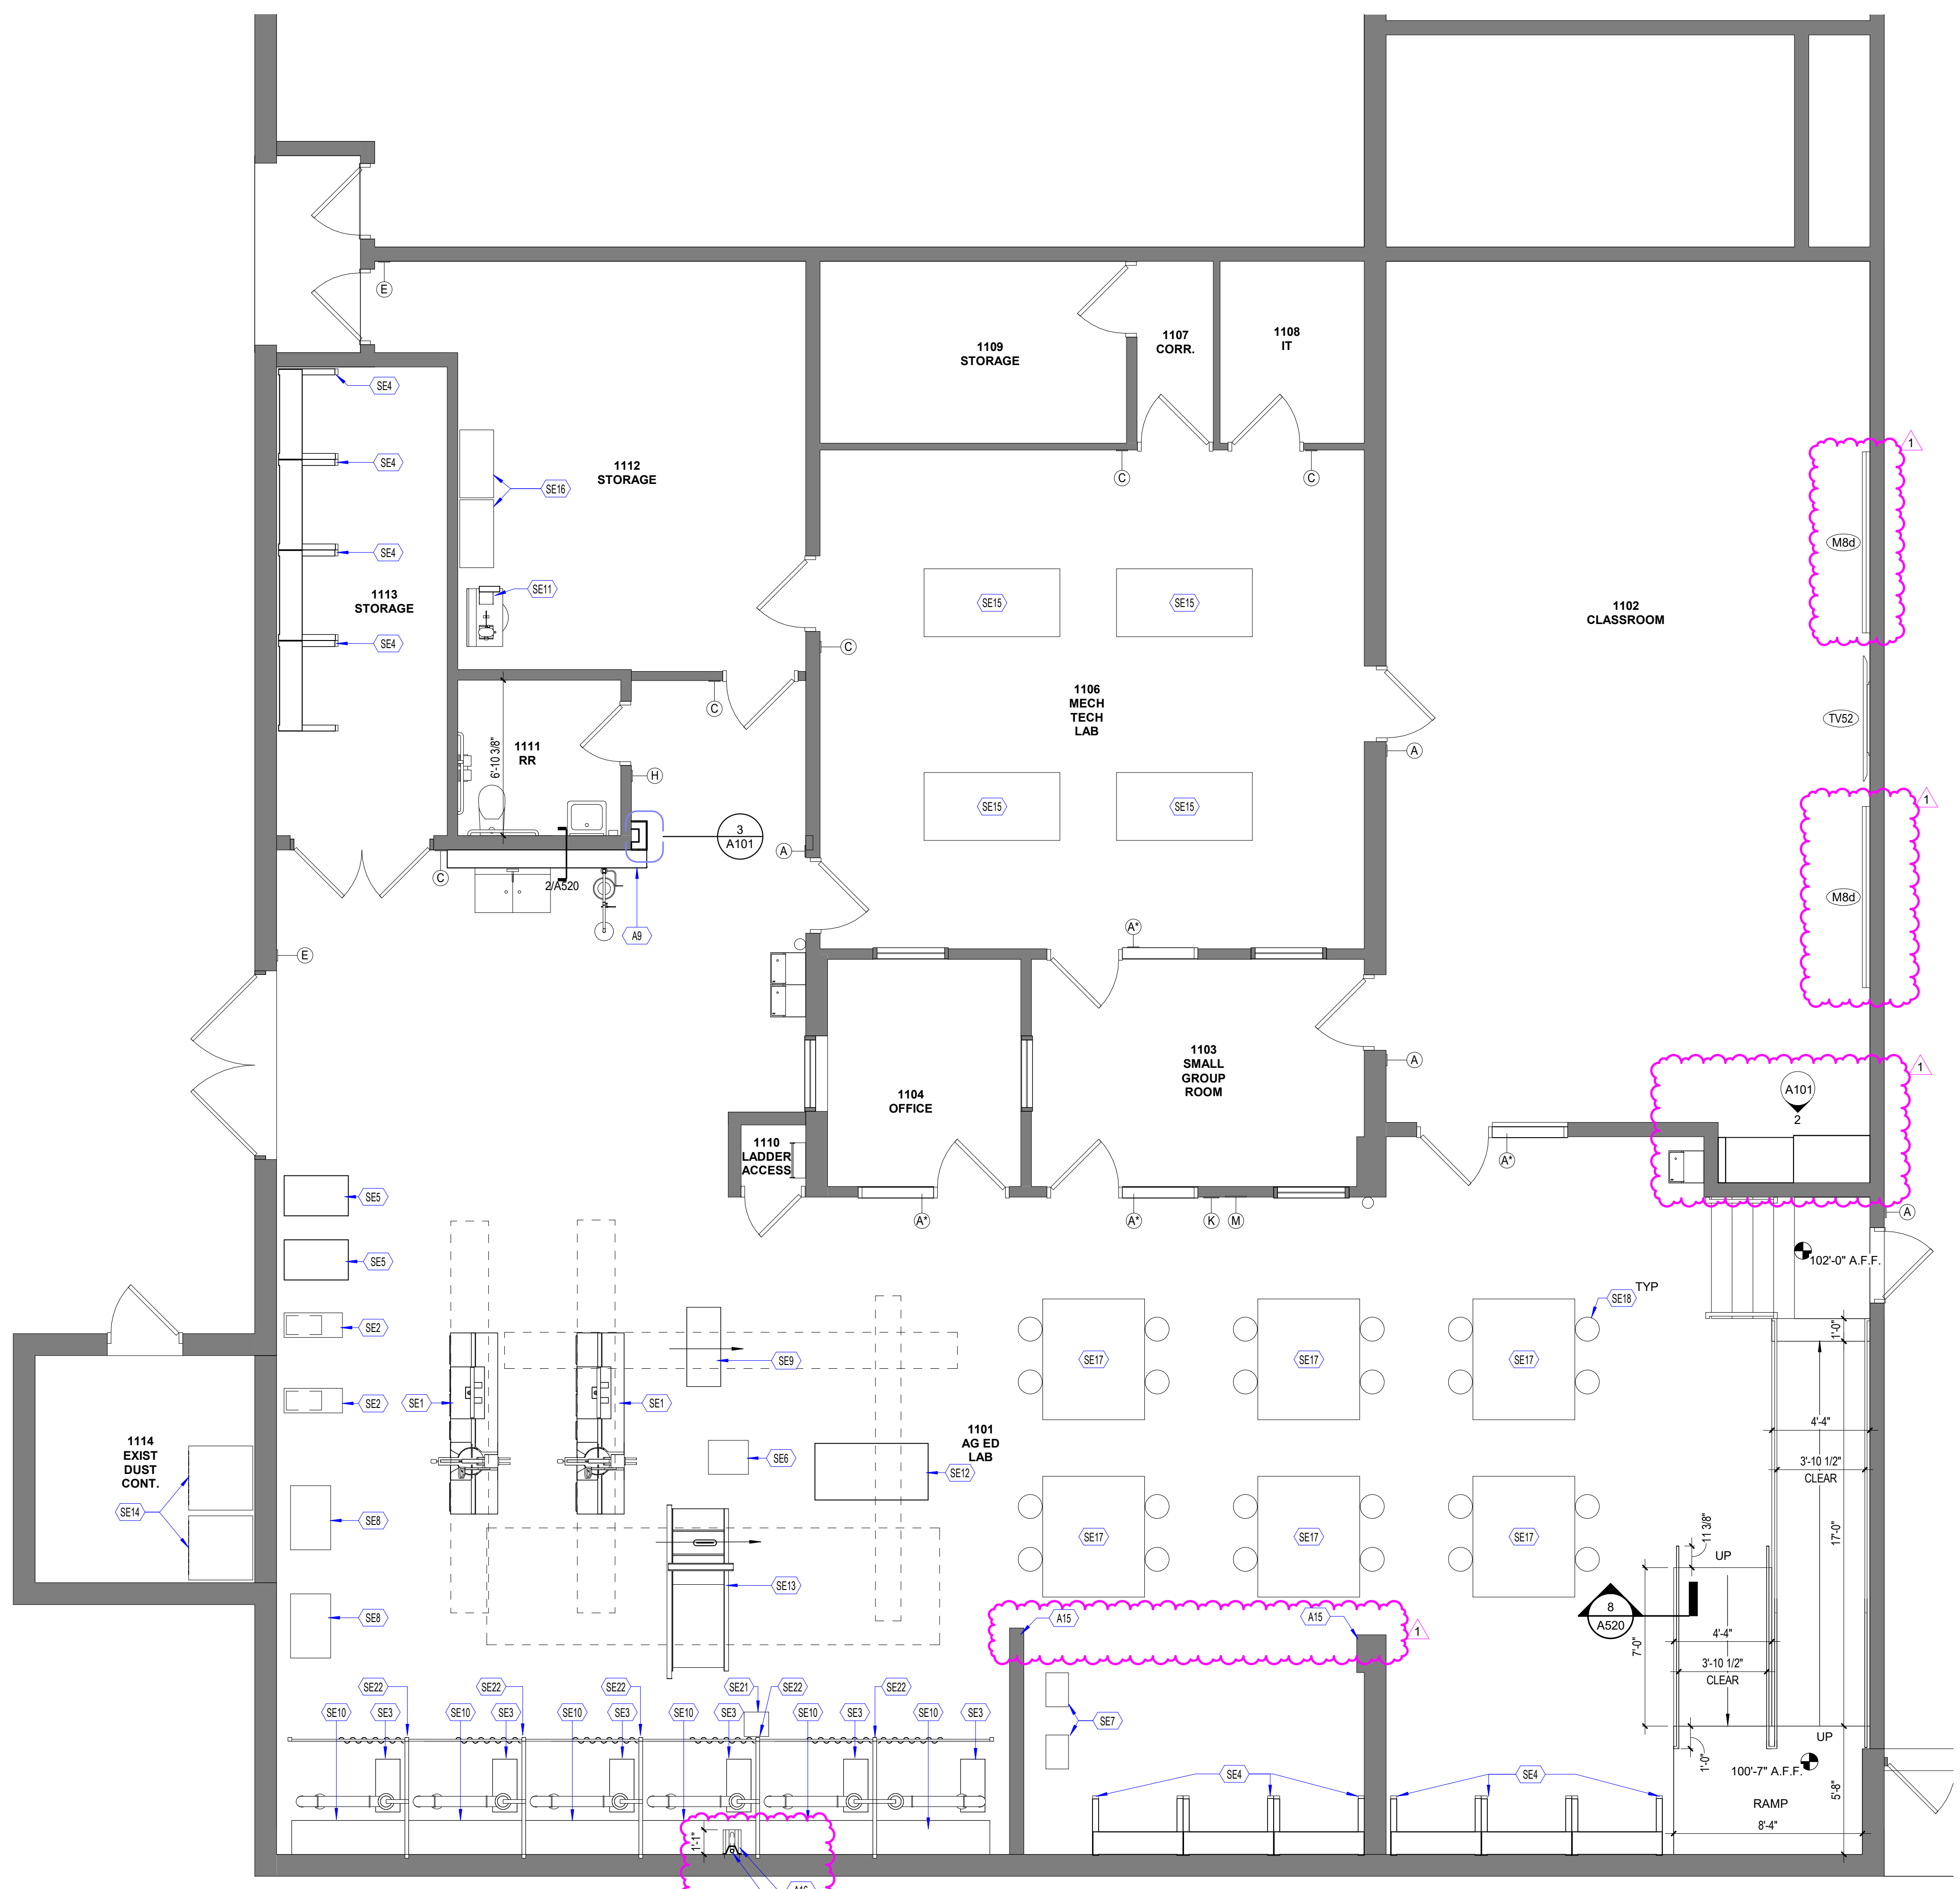 E
1109
STORAGE
1107
CORR.
1108
IT
SE4
1
SE4
1112
STORAGE
SE16
C
C
M8d
SE4
1113
STORAGE
SE11
SE15
SE15
1102
CLASSROOM
SE4
C
1106
MECH
TECH
LAB
C
TV52
6'-10 3/8"
1111
RR
H
A
SE15
SE15
1
3
A101
A
C
2/A520
M8d
A9
A*
E
1103
SMALL
GROUP
ROOM
A
1
1104
OFFICE
A101
2
1110
LADDER
ACCESS
A*
SE5
A*
A*
K
M
A
SE5
102'-0" A.F.F.
SE18
TYP
SE2
1'-0"
SE9
SE17
SE17
SE17
SE2
SE1
SE1
4'-4"
1101
AG ED
LAB
1114
EXIST
DUST
CONT.
SE6
SE12
3'-10 1/2"
CLEAR
SE14
SE8
11 3/8"
17'-0"
SE17
SE17
SE17
UP
SE13
8
A520
SE8
A15
A15
1
4'-4"
7'-0"
3'-10 1/2"
CLEAR
SE22
SE22
SE22
SE21
SE22
SE22
SE10
SE3
SE10
SE3
SE10
SE3
SE10
SE3
SE10
SE3
SE10
SE3
SE7
UP
1'-0"
100'-7" A.F.F.
SE4
SE4
5'-8"
RAMP
8'-4"
1'-1"